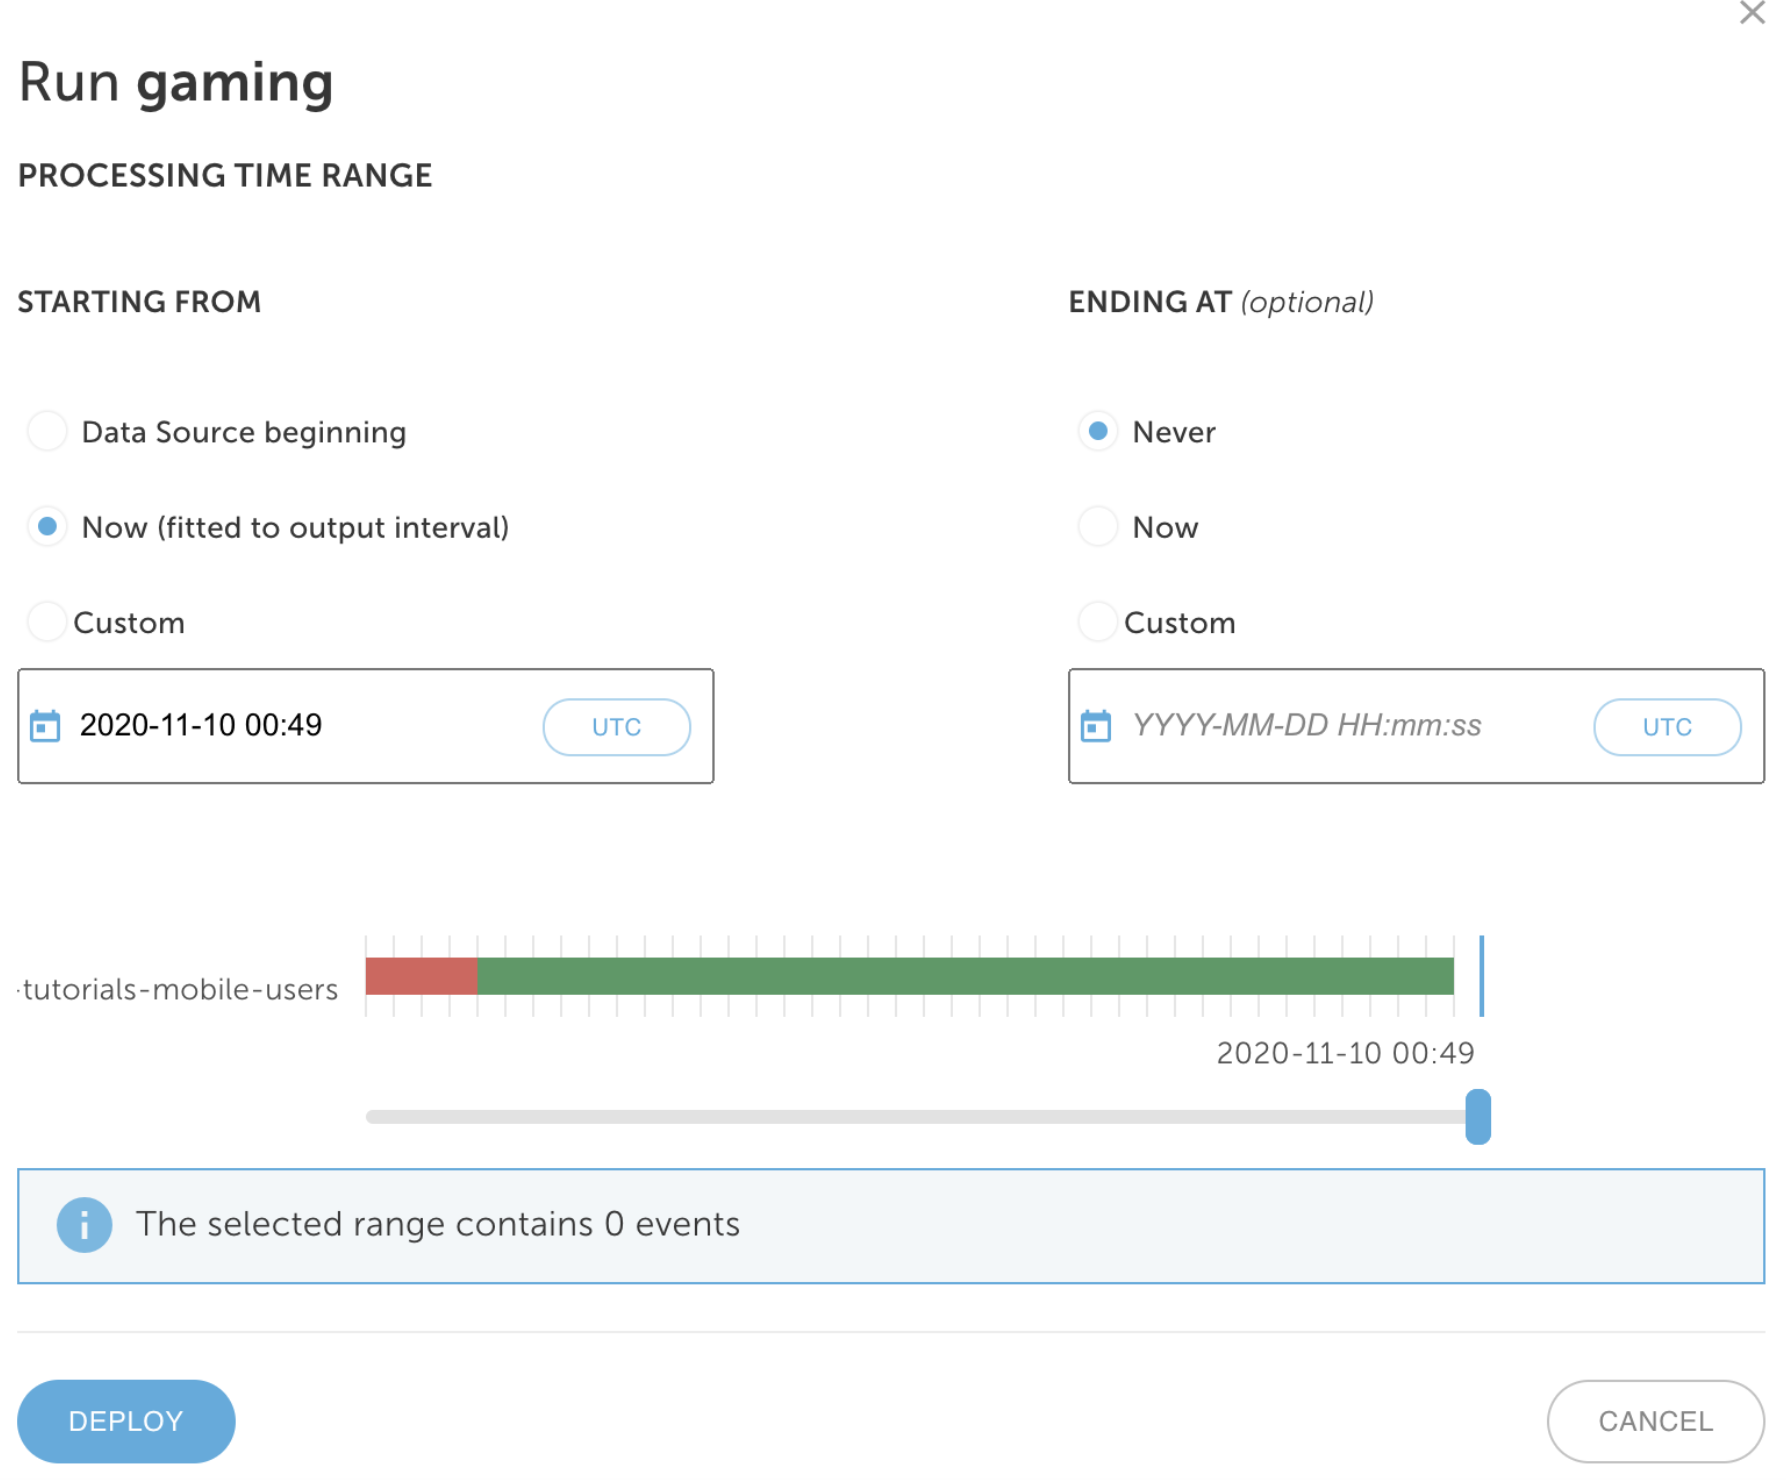 Run gaming
PROCESSING TIME RANGE
STARTING FROM
Data Source beginning
Now (fitted to output interval)
Custom
2020-11-10 00:49 UTC
ENDING AT (optional)
Never
Now
Custom
YYYY-MM-DD HH:mm:ss UTC
-tutorials-mobile-users
2020-11-10 00:49
The selected range contains 0 events
DEPLOY
CANCEL